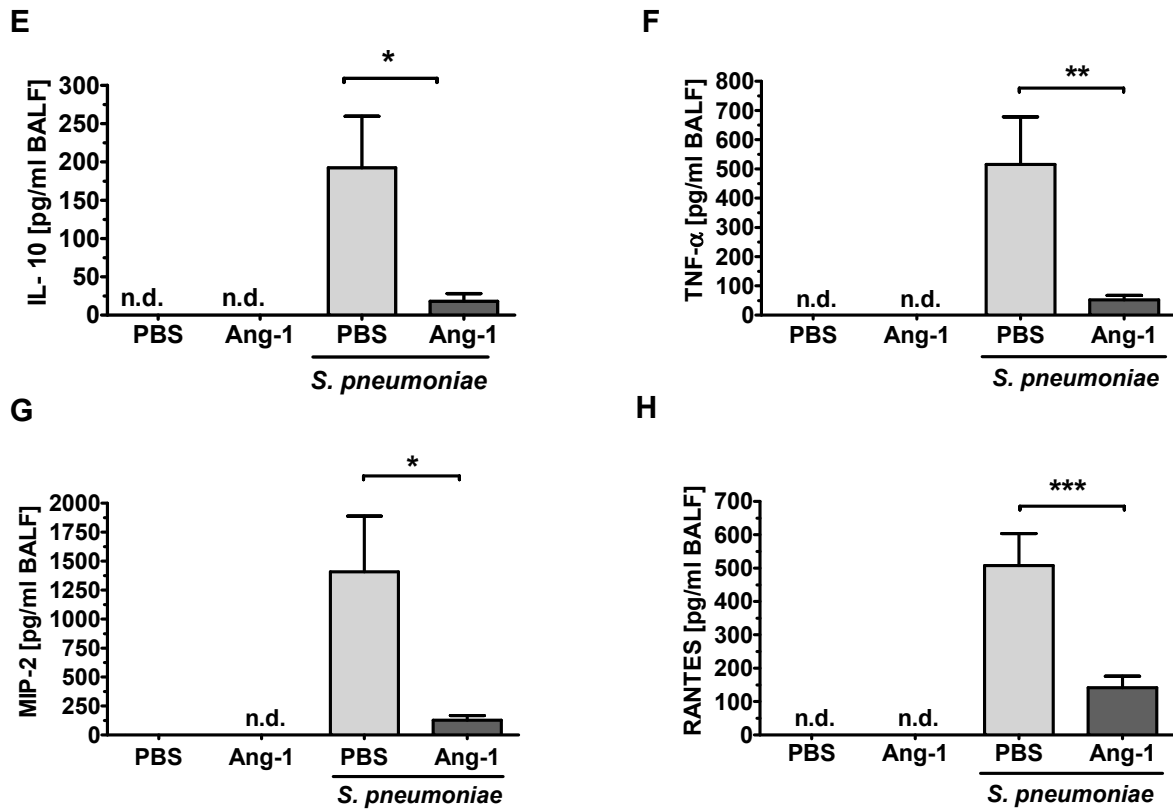 E
*
IL- 10 [pg/ml BALF]
300
250
200
150
100
50
25
0
n.d.
n.d.
PBS
Ang-1
PBS
Ang-1
S. pneumoniae
F
**
TNF-α [pg/ml BALF]
800
700
600
500
400
300
200
100
50
0
n.d.
n.d.
PBS
Ang-1
PBS
Ang-1
S. pneumoniae
G
*
MIP-2 [pg/ml BALF]
2000
1750
1500
1250
1000
750
500
250
0
n.d.
PBS
Ang-1
PBS
Ang-1
S. pneumoniae
H
***
RANTES [pg/ml BALF]
700
600
500
400
300
200
100
0
n.d.
n.d.
PBS
Ang-1
PBS
Ang-1
S. pneumoniae